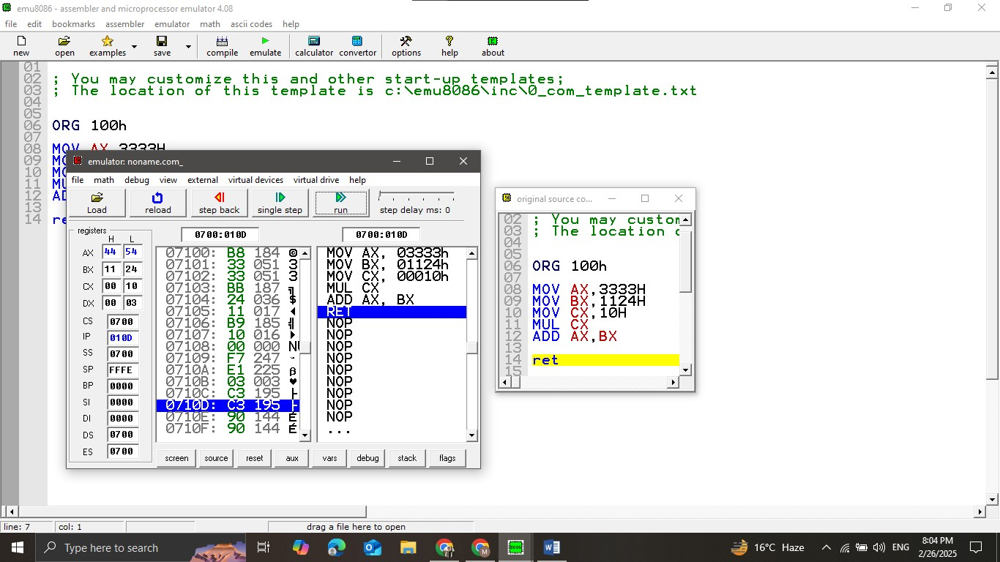 emu8086 - assembler and microprocessor emulator 4.08
file edit bookmarks assembler emulator math ascii codes help
new open examples save compile emulate calculator convertor options help about
01
02 ; You may customize this and other start-up templates;
03 ; The location of this template is c:\emu8086\inc\0_com_template.txt
04
05
06 ORG 100h
07
08 MOV AX 3333H
09
10
11
12
13
14
emulator: noname.com_
file math debug view external virtual devices virtual drive help
Load reload step back single step run step delay ms: 0
registers
H L
AX 44 54
BX 11 24
CX 00 10
DX 00 03
CS 0700
IP 010D
SS 0700
SP FFFE
BP 0000
SI 0000
DI 0000
DS 0700
ES 0700
0700:010D
07100: B8 184
07101: 33 051 3
07102: 33 051 3
07103: BB 187 ╗
07104: 24 036 $
07105: 11 017 ◄
07106: B9 185 ╣
07107: 10 016 ►
07108: 00 000
07109: F7 247
0710A: E1 225 β
0710B: 03 003 ♥
0710C: C3 195 ├
0710D: C3 195 ├
0710E: 90 144 É
0710F: 90 144 É
0700:010D
MOV AX, 03333h
MOV BX, 01124h
MOV CX, 00010h
MUL CX
ADD AX, BX
RET
NOP
NOP
NOP
NOP
NOP
NOP
NOP
NOP
NOP
...
screen source reset aux vars debug stack flags
original source co...
02 ; You may custom
03 ; The location
04
05
06 ORG 100h
07
08 MOV AX,3333H
09 MOV BX,1124H
10 MOV CX,10H
11 MUL CX
12 ADD AX,BX
13
14 ret
15
line: 7 col: 1 drag a file here to open
Type here to search
16°C Haze
ENG
8:04 PM
2/26/2025